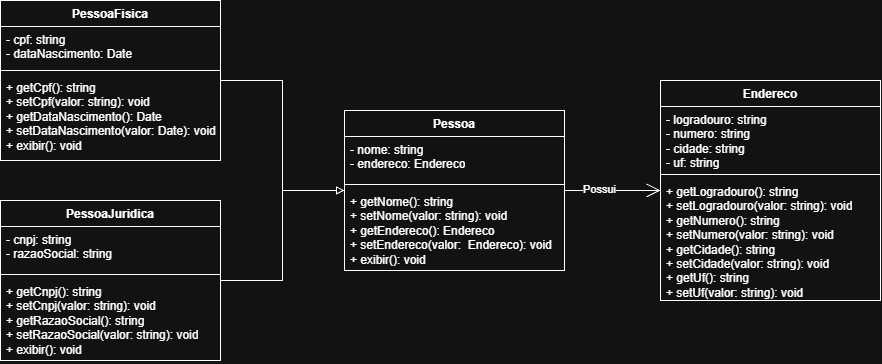 PessoaFisica
- cpf: string
- dataNascimento: Date
+ getCpf(): string
+ setCpf(valor: string): void
+ getDataNascimento(): Date
+ setDataNascimento(valor: Date): void
+ exibir(): void
PessoaJuridica
- cnpj: string
- razaoSocial: string
+ getCnpj(): string
+ setCnpj(valor: string): void
+ getRazaoSocial(): string
+ setRazaoSocial(valor: string): void
+ exibir(): void
Pessoa
- nome: string
- endereco: Endereco
+ getNome(): string
+ setNome(valor: string): void
+ getEndereco(): Endereco
+ setEndereco(valor:  Endereco): void
+ exibir(): void
Possui
Endereco
- logradouro: string
- numero: string
- cidade: string
- uf: string
+ getLogradouro(): string
+ setLogradouro(valor: string): void
+ getNumero(): string
+ setNumero(valor: string): void
+ getCidade(): string
+ setCidade(valor: string): void
+ getUf(): string
+ setUf(valor: string): void